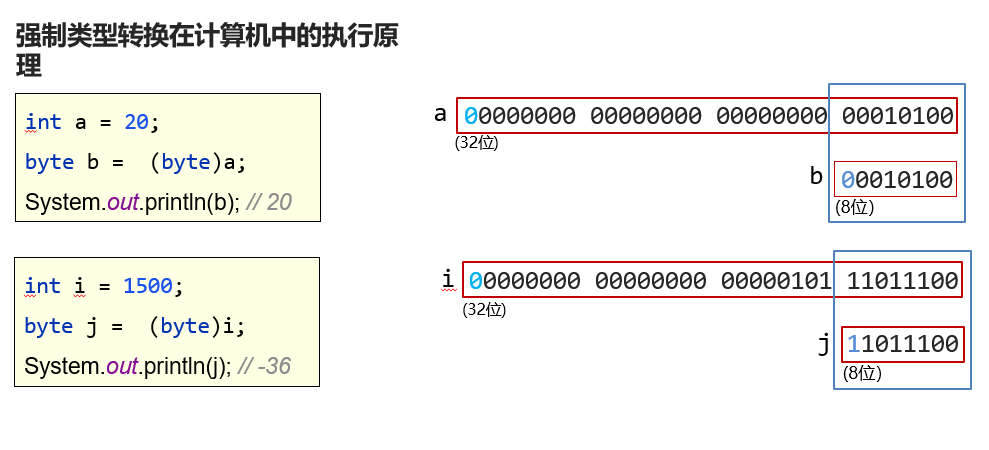 强制类型转换在计算机中的执行原
理
int a = 20;
byte b = (byte)a;
System.out.println(b); // 20
a 00000000 00000000 00000000 00010100
(32位)
b 00010100
(8位)
int i = 1500;
byte j = (byte)i;
System.out.println(j); // -36
i 00000000 00000000 00000101 11011100
(32位)
j 11011100
(8位)